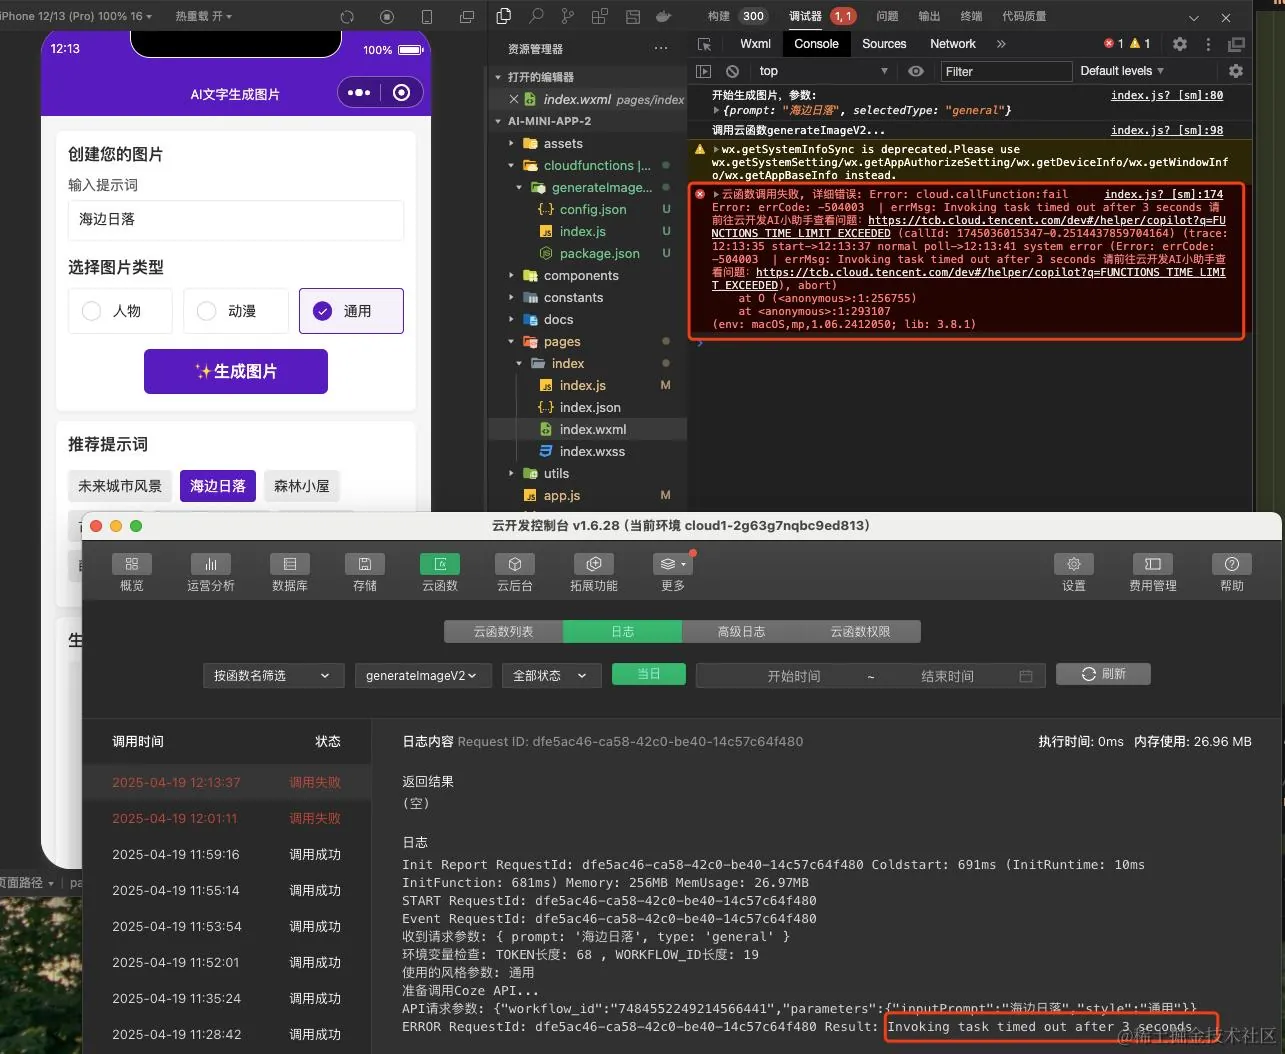 iPhone 12/13 (Pro) 100% 16
热重载 开
12:13
100%
AI文字生成图片
创建您的图片
输入提示词
海边日落
选择图片类型
人物
动漫
通用
✨生成图片
推荐提示词
未来城市风景
海边日落
森林小屋
页面路径
pa
资源管理器
打开的编辑器
index.wxml pages/index
AI-MINI-APP-2
assets
cloudfunctions |...
generateImage...
config.json U
index.js U
package.json U
components
constants
docs
pages
index
index.js M
index.json
index.wxml
index.wxss
utils
app.js M
构建 300 调试器 1, 1 问题 输出 终端 代码质量
Wxml Console Sources Network » 1 1
top Filter Default levels
开始生成图片，参数: index.js? [sm]:80
{prompt: "海边日落", selectedType: "general"}
调用云函数generateImageV2... index.js? [sm]:98
wx.getSystemInfoSync is deprecated.Please use
wx.getSystemSetting/wx.getAppAuthorizeSetting/wx.getDeviceInfo/wx.getWindowInf
o/wx.getAppBaseInfo instead.
云函数调用失败, 详细错误: Error: cloud.callFunction:fail index.js? [sm]:174
Error: errCode: -504003 | errMsg: Invoking task timed out after 3 seconds 请
前往云开发AI小助手查看问题: https://tcb.cloud.tencent.com/dev#/helper/copilot?q=FU
NCTIONS_TIME_LIMIT_EXCEEDED (callId: 1745036015347-0.2514437859704164) (trace:
12:13:35 start->12:13:37 normal poll->12:13:41 system error (Error: errCode:
-504003 | errMsg: Invoking task timed out after 3 seconds 请前往云开发AI小助手查
看问题: https://tcb.cloud.tencent.com/dev#/helper/copilot?q=FUNCTIONS_TIME_LIMI
T_EXCEEDED), abort)
at O (<anonymous>:1:256755)
at <anonymous>:1:293107
(env: macOS,mp,1.06.2412050; lib: 3.8.1)
云开发控制台 v1.6.28 (当前环境 cloud1-2g63g7nqbc9ed813)
概览 运营分析 数据库 存储 云函数 云后台 拓展功能 更多 设置 费用管理 帮助
云函数列表 日志 高级日志 云函数权限
按函数名筛选 generateImageV2 全部状态 当日 开始时间 ~ 结束时间 刷新
调用时间 状态
2025-04-19 12:13:37 调用失败
2025-04-19 12:01:11 调用失败
2025-04-19 11:59:16 调用成功
2025-04-19 11:55:14 调用成功
2025-04-19 11:53:54 调用成功
2025-04-19 11:52:01 调用成功
2025-04-19 11:35:24 调用成功
2025-04-19 11:28:42 调用成功
日志内容 Request ID: dfe5ac46-ca58-42c0-be40-14c57c64f480 执行时间: 0ms 内存使用: 26.96 MB
返回结果
(空)
日志
Init Report RequestId: dfe5ac46-ca58-42c0-be40-14c57c64f480 Coldstart: 691ms (InitRuntime: 10ms
InitFunction: 681ms) Memory: 256MB MemUsage: 26.97MB
START RequestId: dfe5ac46-ca58-42c0-be40-14c57c64f480
Event RequestId: dfe5ac46-ca58-42c0-be40-14c57c64f480
收到请求参数: { prompt: '海边日落', type: 'general' }
环境变量检查: TOKEN长度: 68 , WORKFLOW_ID长度: 19
使用的风格参数: 通用
准备调用Coze API...
API请求参数: {"workflow_id":"7484552249214566441","parameters":{"inputPrompt":"海边日落","style":"通用"}}
ERROR RequestId: dfe5ac46-ca58-42c0-be40-14c57c64f480 Result: Invoking task timed out after 3 seconds
@稀土掘金技术社区